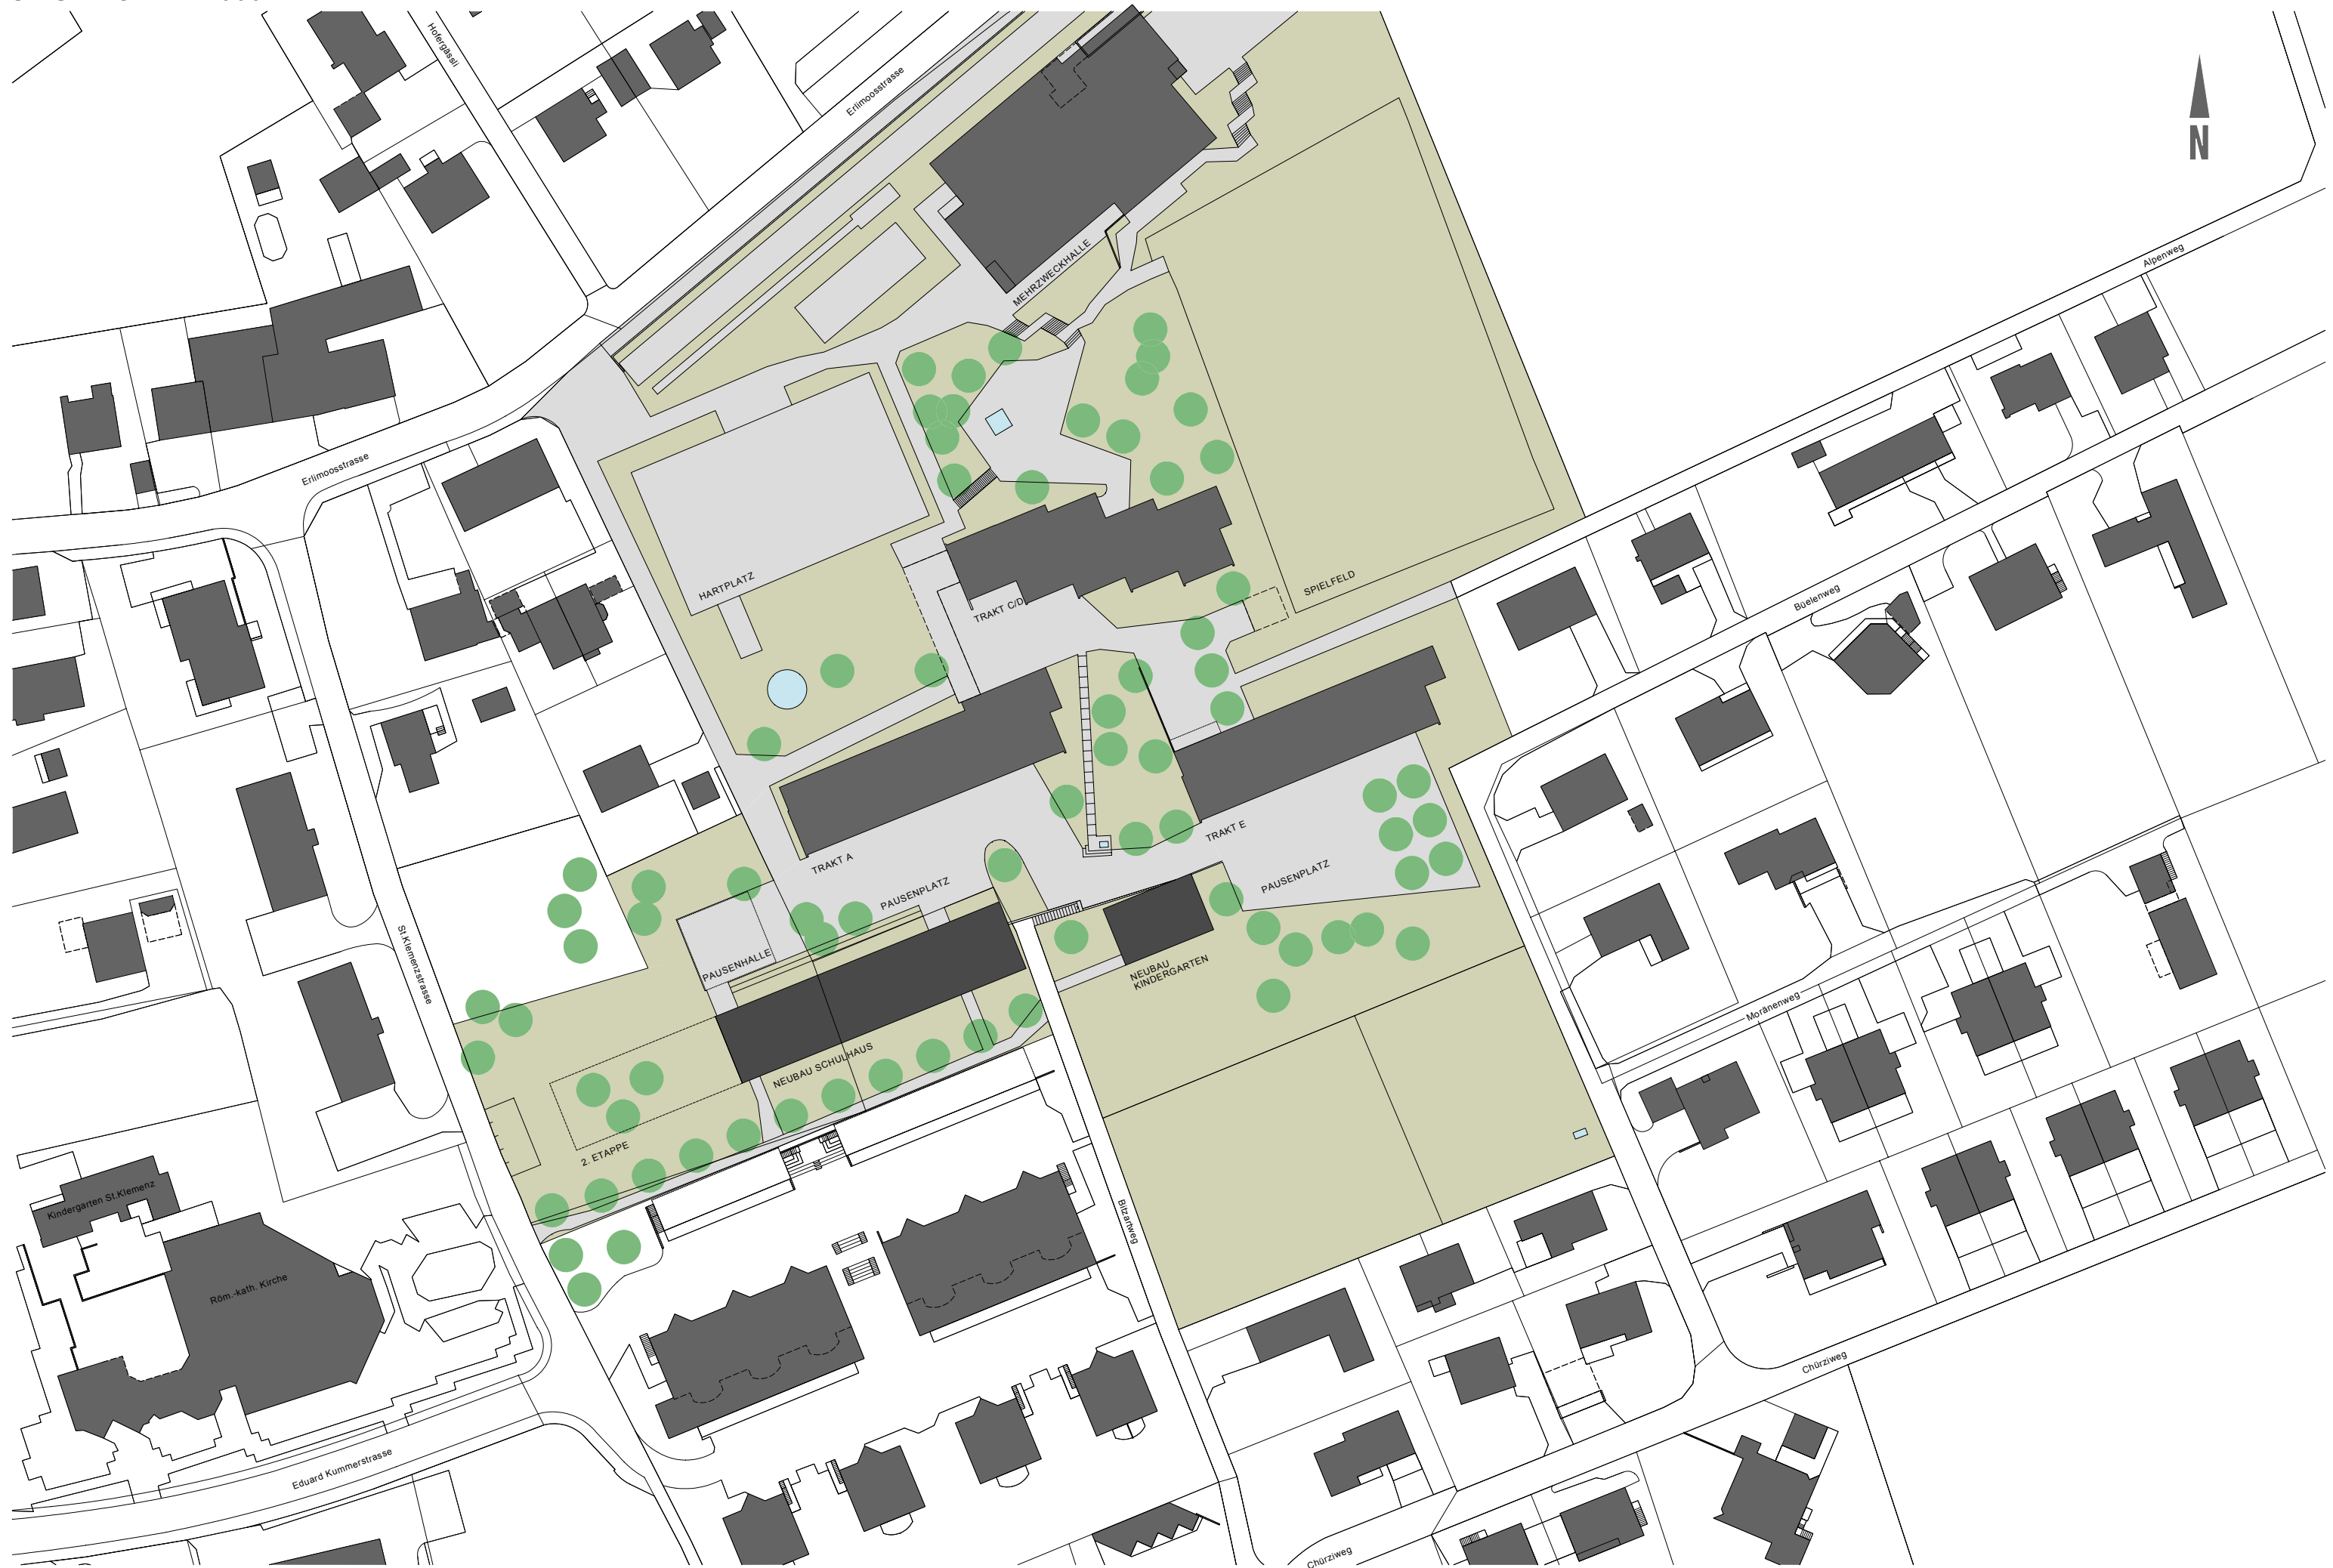 Hofergässli
Erlimoosstrasse
N
MEHRZWECKHALLE
Alpenweg
Erlimoosstrasse
HARTPLATZ
TRAKT C/D
SPIELFELD
Büelenweg
TRAKT A
TRAKT E
PAUSENPLATZ
PAUSENPLATZ
St.Klemenzstrasse
PAUSENHALLE
NEUBAU
KINDERGARTEN
Moränenweg
NEUBAU SCHULHAUS
2. ETAPPE
Kindergarten St.Klemenz
Bitzartweg
Röm.-kath. Kirche
Chürziweg
Eduard Kummerstrasse
Chürziweg